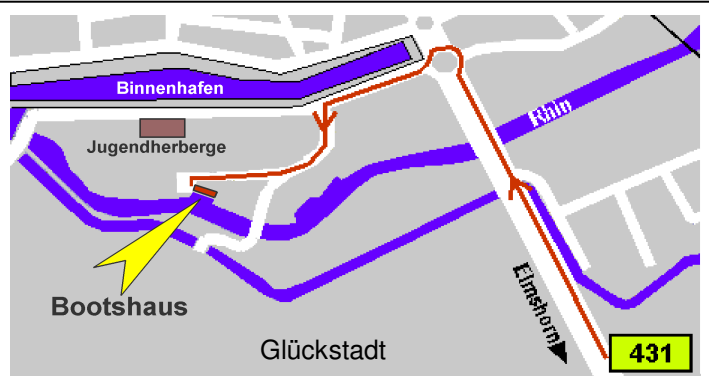 Binnenhafen
Rhin
Jugendherberge
Elmshorn
Bootshaus
Glückstadt
431